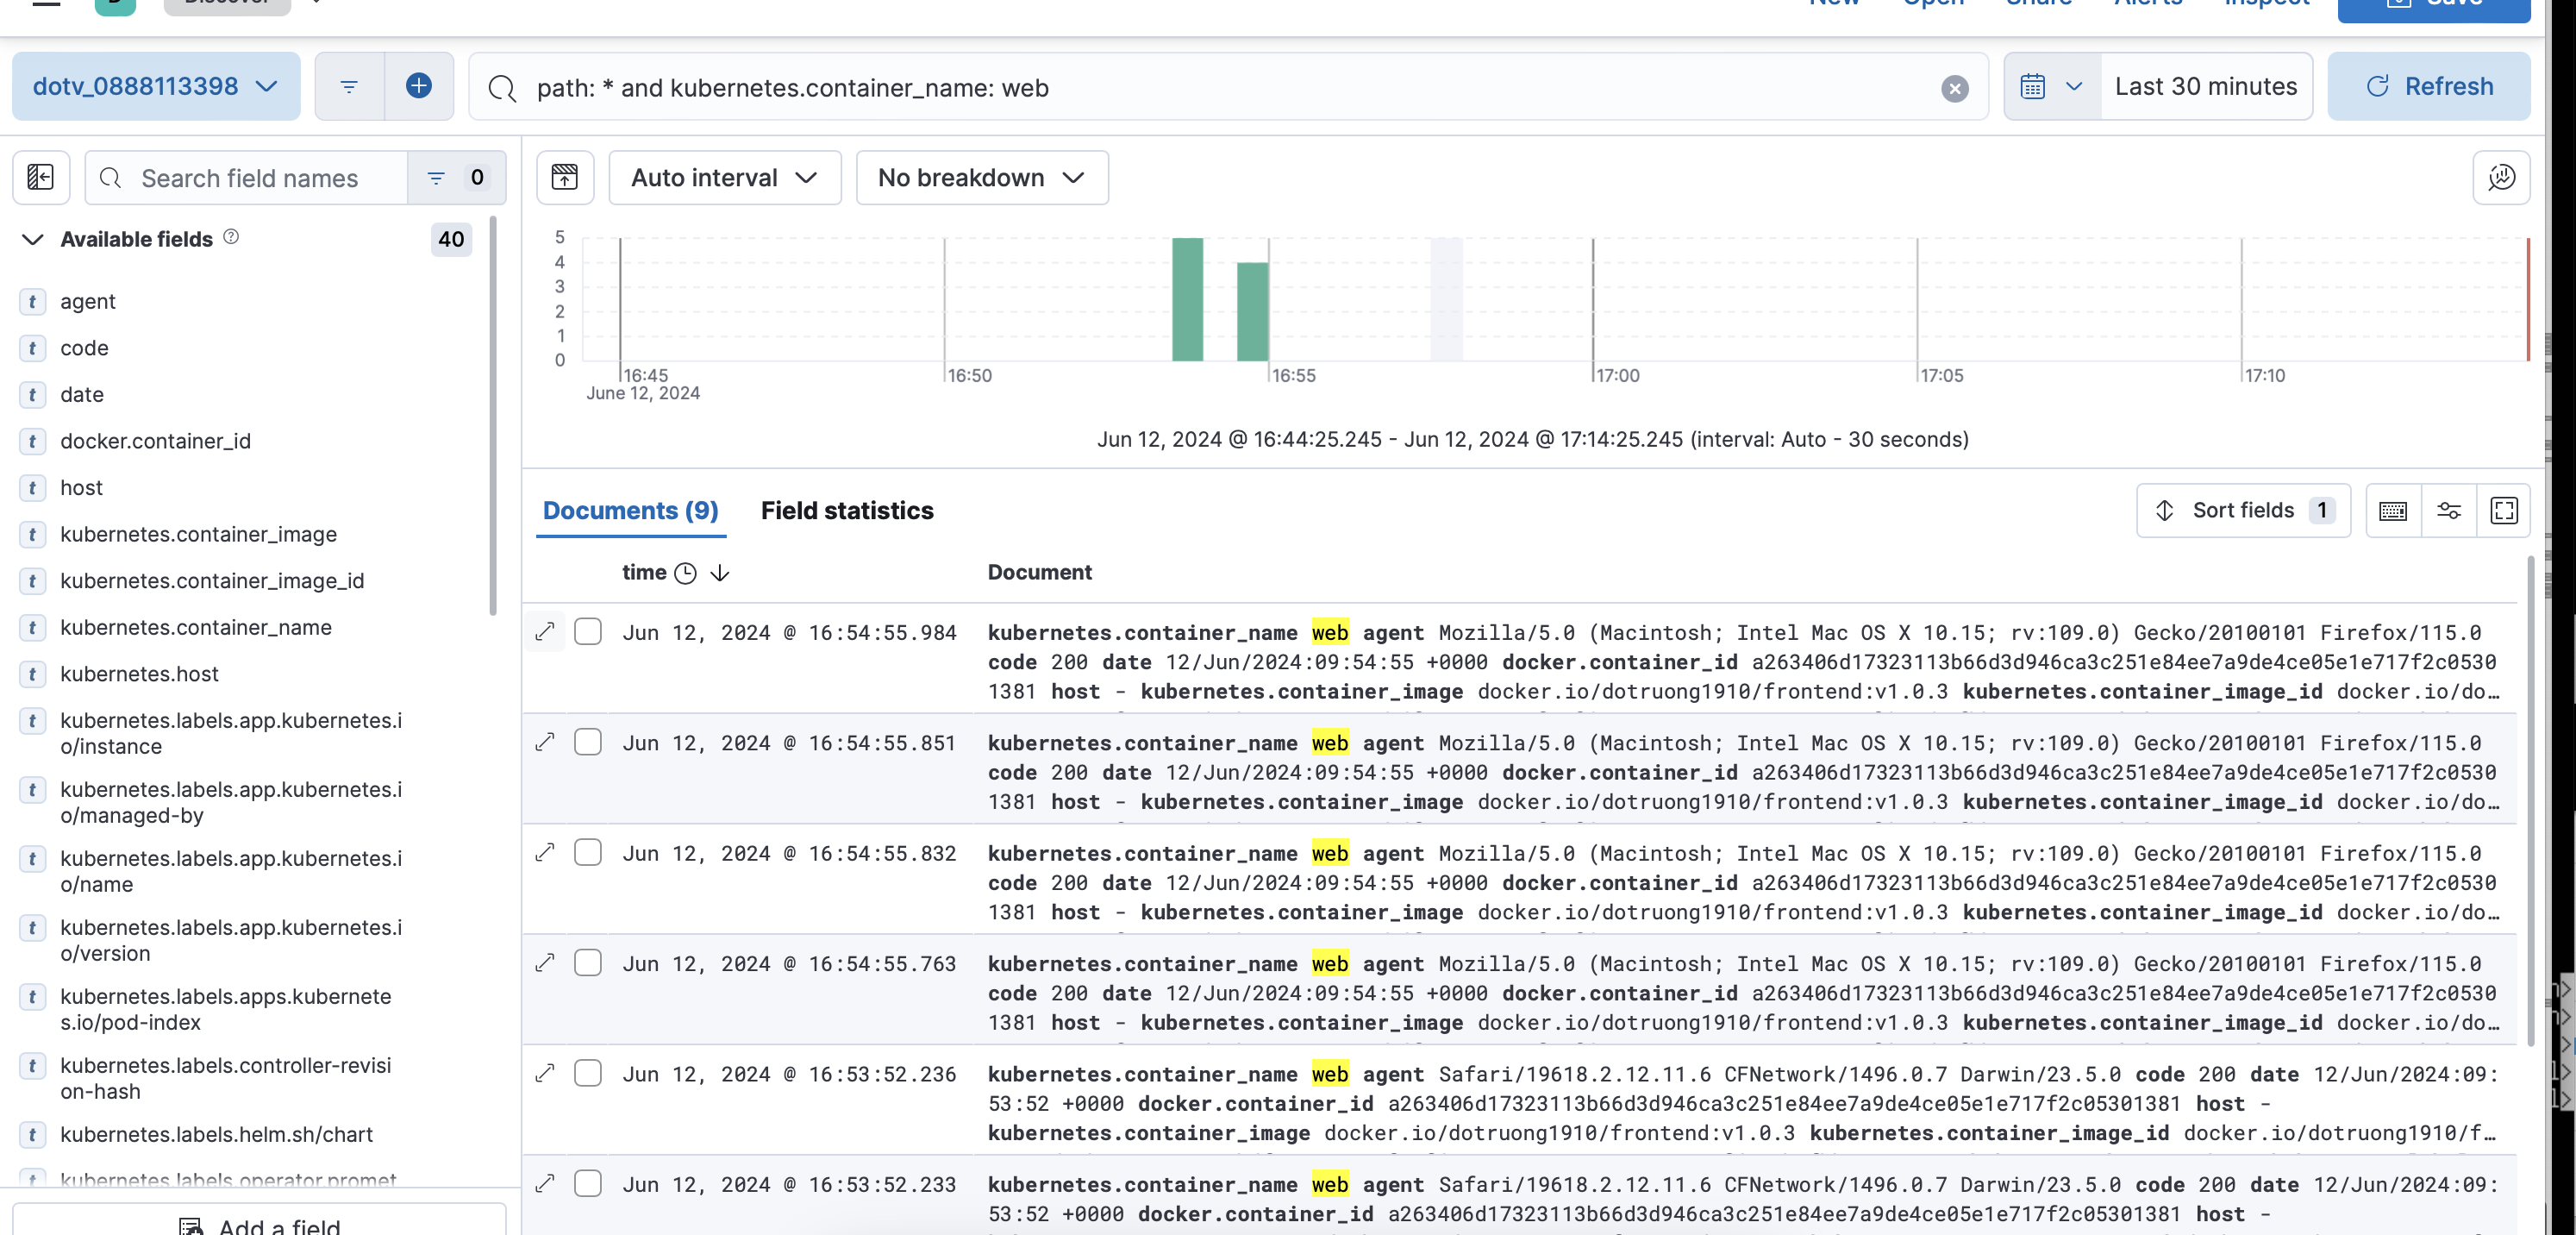 D Discover New Open Share Alerts Inspect Save
dotv_0888113398 path: * and kubernetes.container_name: web Last 30 minutes Refresh
Search field names 0
Auto interval No breakdown
Available fields 40
agent
code
date
docker.container_id
host
kubernetes.container_image
kubernetes.container_image_id
kubernetes.container_name
kubernetes.host
kubernetes.labels.app.kubernetes.i
o/instance
kubernetes.labels.app.kubernetes.i
o/managed-by
kubernetes.labels.app.kubernetes.i
o/name
kubernetes.labels.app.kubernetes.i
o/version
kubernetes.labels.apps.kubernete
s.io/pod-index
kubernetes.labels.controller-revisi
on-hash
kubernetes.labels.helm.sh/chart
kubernetes.labels.operator.promet
Add a field
5
4
3
2
1
0
16:45 16:50 16:55 17:00 17:05 17:10
June 12, 2024
Jun 12, 2024 @ 16:44:25.245 - Jun 12, 2024 @ 17:14:25.245 (interval: Auto - 30 seconds)
Documents (9) Field statistics Sort fields 1
time Document
Jun 12, 2024 @ 16:54:55.984 kubernetes.container_name web agent Mozilla/5.0 (Macintosh; Intel Mac OS X 10.15; rv:109.0) Gecko/20100101 Firefox/115.0
code 200 date 12/Jun/2024:09:54:55 +0000 docker.container_id a263406d17323113b66d3d946ca3c251e84ee7a9de4ce05e1e717f2c0530
1381 host - kubernetes.container_image docker.io/dotruong1910/frontend:v1.0.3 kubernetes.container_image_id docker.io/do…
Jun 12, 2024 @ 16:54:55.851 kubernetes.container_name web agent Mozilla/5.0 (Macintosh; Intel Mac OS X 10.15; rv:109.0) Gecko/20100101 Firefox/115.0
code 200 date 12/Jun/2024:09:54:55 +0000 docker.container_id a263406d17323113b66d3d946ca3c251e84ee7a9de4ce05e1e717f2c0530
1381 host - kubernetes.container_image docker.io/dotruong1910/frontend:v1.0.3 kubernetes.container_image_id docker.io/do…
Jun 12, 2024 @ 16:54:55.832 kubernetes.container_name web agent Mozilla/5.0 (Macintosh; Intel Mac OS X 10.15; rv:109.0) Gecko/20100101 Firefox/115.0
code 200 date 12/Jun/2024:09:54:55 +0000 docker.container_id a263406d17323113b66d3d946ca3c251e84ee7a9de4ce05e1e717f2c0530
1381 host - kubernetes.container_image docker.io/dotruong1910/frontend:v1.0.3 kubernetes.container_image_id docker.io/do…
Jun 12, 2024 @ 16:54:55.763 kubernetes.container_name web agent Mozilla/5.0 (Macintosh; Intel Mac OS X 10.15; rv:109.0) Gecko/20100101 Firefox/115.0
code 200 date 12/Jun/2024:09:54:55 +0000 docker.container_id a263406d17323113b66d3d946ca3c251e84ee7a9de4ce05e1e717f2c0530
1381 host - kubernetes.container_image docker.io/dotruong1910/frontend:v1.0.3 kubernetes.container_image_id docker.io/do…
Jun 12, 2024 @ 16:53:52.236 kubernetes.container_name web agent Safari/19618.2.12.11.6 CFNetwork/1496.0.7 Darwin/23.5.0 code 200 date 12/Jun/2024:09:
53:52 +0000 docker.container_id a263406d17323113b66d3d946ca3c251e84ee7a9de4ce05e1e717f2c05301381 host -
kubernetes.container_image docker.io/dotruong1910/frontend:v1.0.3 kubernetes.container_image_id docker.io/dotruong1910/f…
Jun 12, 2024 @ 16:53:52.233 kubernetes.container_name web agent Safari/19618.2.12.11.6 CFNetwork/1496.0.7 Darwin/23.5.0 code 200 date 12/Jun/2024:09:
53:52 +0000 docker.container_id a263406d17323113b66d3d946ca3c251e84ee7a9de4ce05e1e717f2c05301381 host -